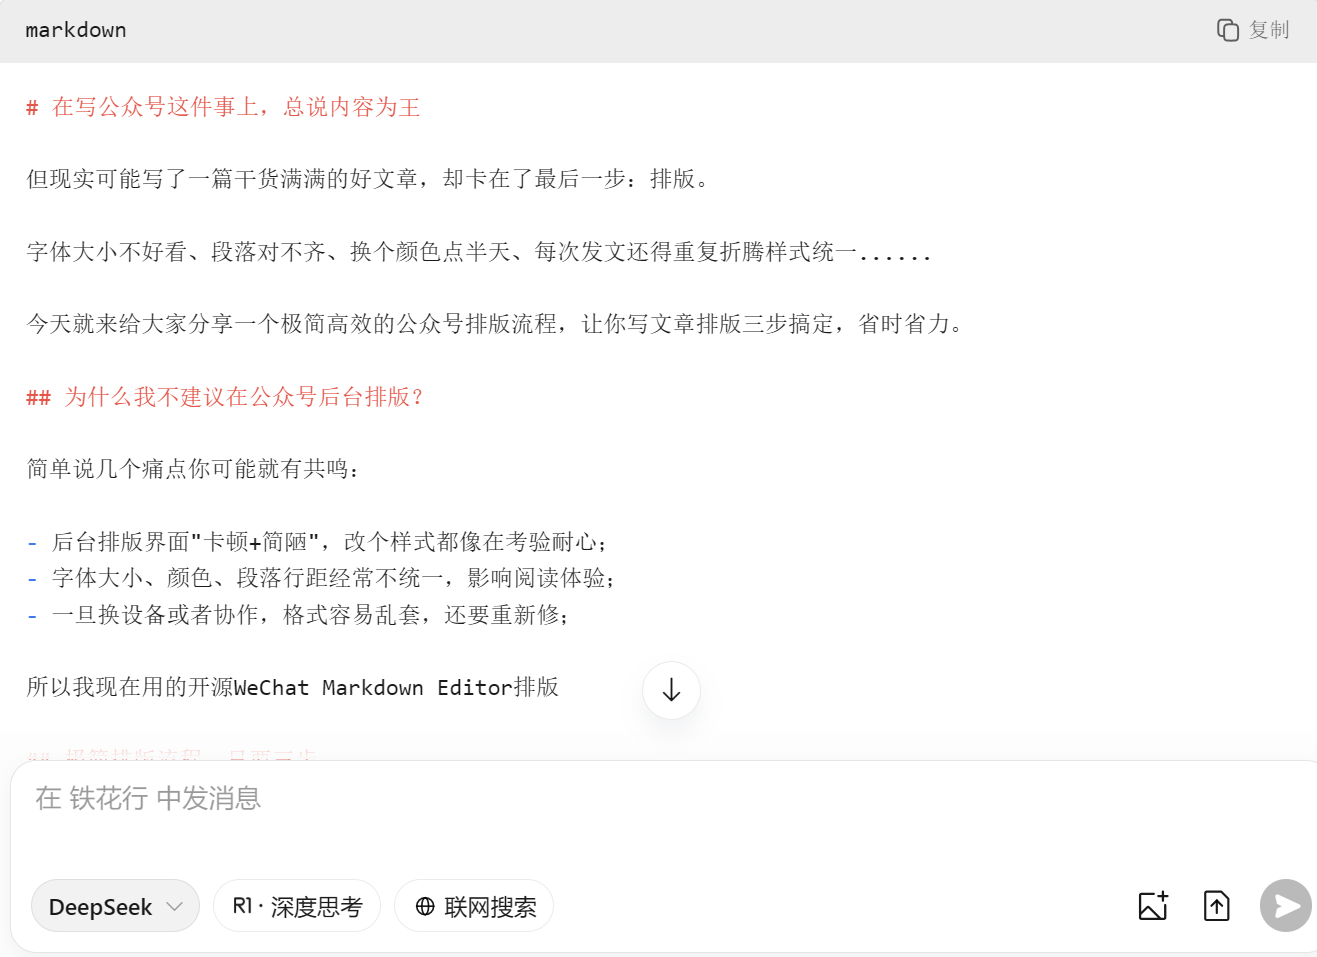 markdown
复制
# 在写公众号这件事上，总说内容为王
但现实可能写了一篇干货满满的好文章，却卡在了最后一步：排版。
字体大小不好看、段落对不齐、换个颜色点半天、每次发文还得重复折腾样式统一......
今天就来给大家分享一个极简高效的公众号排版流程，让你写文章排版三步搞定，省时省力。
## 为什么我不建议在公众号后台排版？
简单说几个痛点你可能就有共鸣：
- 后台排版界面"卡顿+简陋"，改个样式都像在考验耐心；
- 字体大小、颜色、段落行距经常不统一，影响阅读体验；
- 一旦换设备或者协作，格式容易乱套，还要重新修；
所以我现在用的开源WeChat Markdown Editor排版
## 极简排版流程，只要三步
在 铁花行 中发消息
DeepSeek
R1 · 深度思考
联网搜索